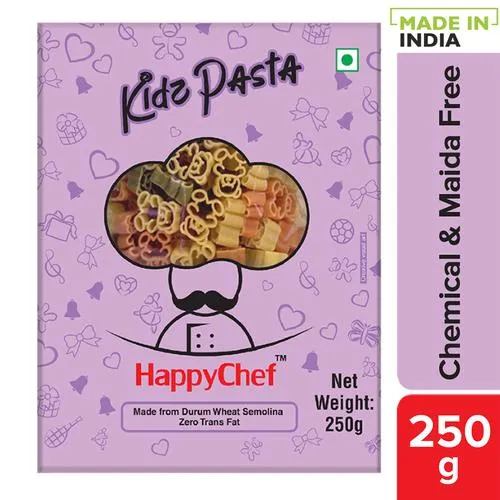 MADE IN
INDIA
Kidz Pasta
HappyChef™
Made from Durum Wheat Semolina
Zero Trans Fat
Net
Weight:
250g
Chemical & Maida Free
250
g